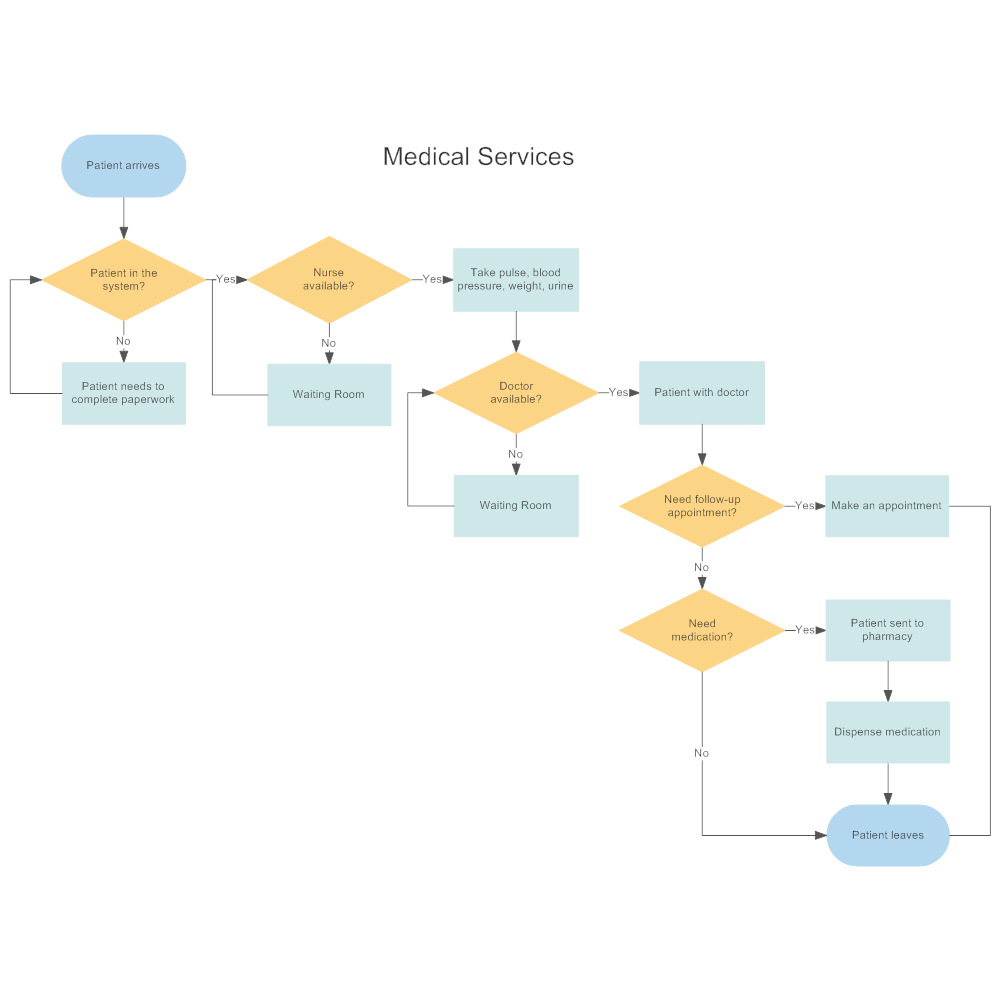 Medical Services
Patient arrives
Patient in the
system?
Yes
No
Patient needs to
complete paperwork
Nurse
available?
Yes
No
Waiting Room
Take pulse, blood
pressure, weight, urine
Doctor
available?
Yes
No
Waiting Room
Patient with doctor
Need follow-up
appointment?
Yes
Make an appointment
No
Need
medication?
Yes
Patient sent to
pharmacy
Dispense medication
No
Patient leaves